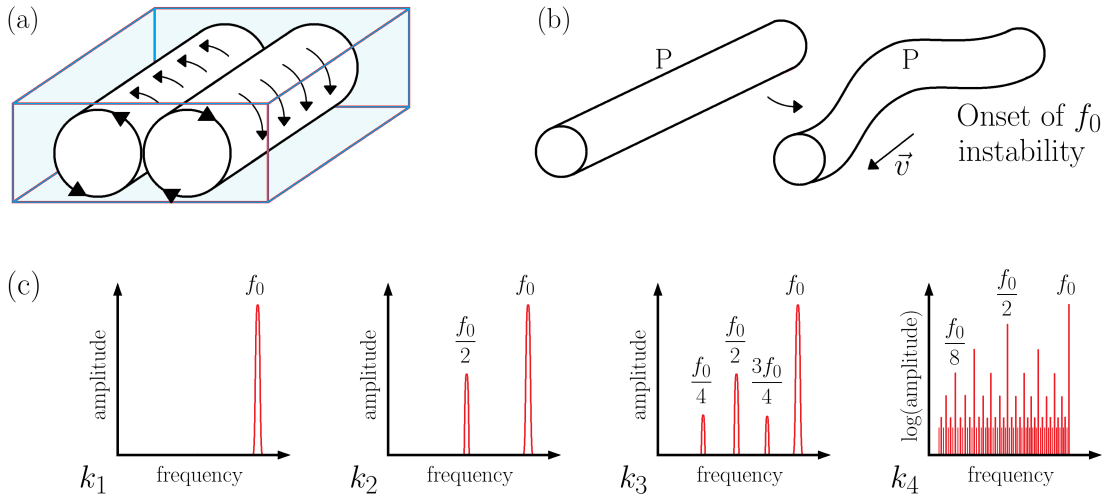 (a)
(b)
P
P
Onset of f₀
instability
v⃗
(c)
amplitude
f₀
k₁
frequency
amplitude
f₀/2
f₀
k₂
frequency
amplitude
f₀/4
f₀/2
3f₀/4
f₀
k₃
frequency
log(amplitude)
f₀/8
f₀/2
f₀
k₄
frequency